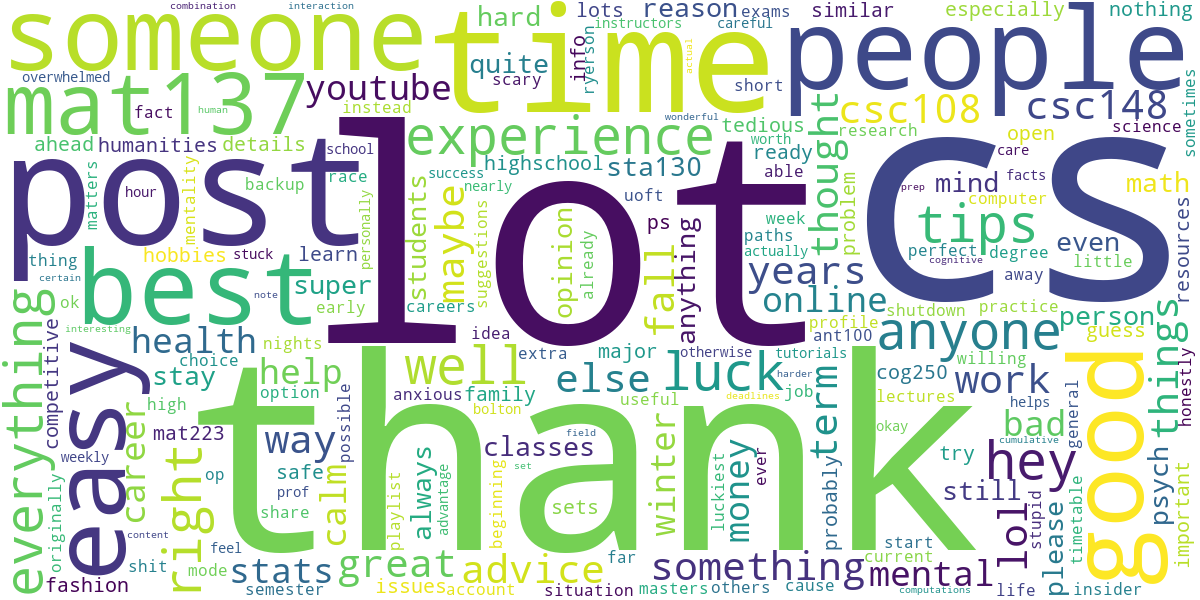 combination
interaction
someone
time
hard
lots
reason
similar
especially
nothing
instructors
exams
careful
people
overwhelmed
mat137
youtube
quite
scary
info
ryerson
actual
short
csc108
csc148
sometimes
fact
human
instead
wonderful
ahead
humanities
details
school
post
lot
experience
tedious
worth
thought
research
open
science
care
CS
matters
hour
mentality
backup
race
highschool
sta130
ready
able
success
nearly
uoft
problem
prep
mind
facts
math
computer
hobbies
learn
personally
students
maybe
suggestions
opinion
already
ps
anything
week
paths
actually
tips
perfect
degree
even
little
resources
thing
stuck
certain
best
super
cognitive
away
years
ok
note
early
careers
fall
online
profile
shutdown
practice
person
everything
easy
interesting
health
nights
idea
extra
major
otherwise
ant100
tutorials
anyone
guess
things
honestly
competitive
choice
well
else
luck
harder
willing
stay
help
option
anxious
family
useful
job
term
cog250
work
good
career
high
possible
bolton
deadlines
lectures
helps
general
bad
mat223
way
thank
classes
field
money
ever
okay
cumulative
hey
weekly
right
op
safe
calm
always
set
winter
luckiest
probably
try
psych
originally
prof
playlist
advantage
beginning
sets
still
lol
stupid
please
timetable
important
content
share
feel
mode
great
far
start
current
shit
stats
advice
something
mental
fashion
semester
issues
account
situation
masters
others
cause
computations
life
insider